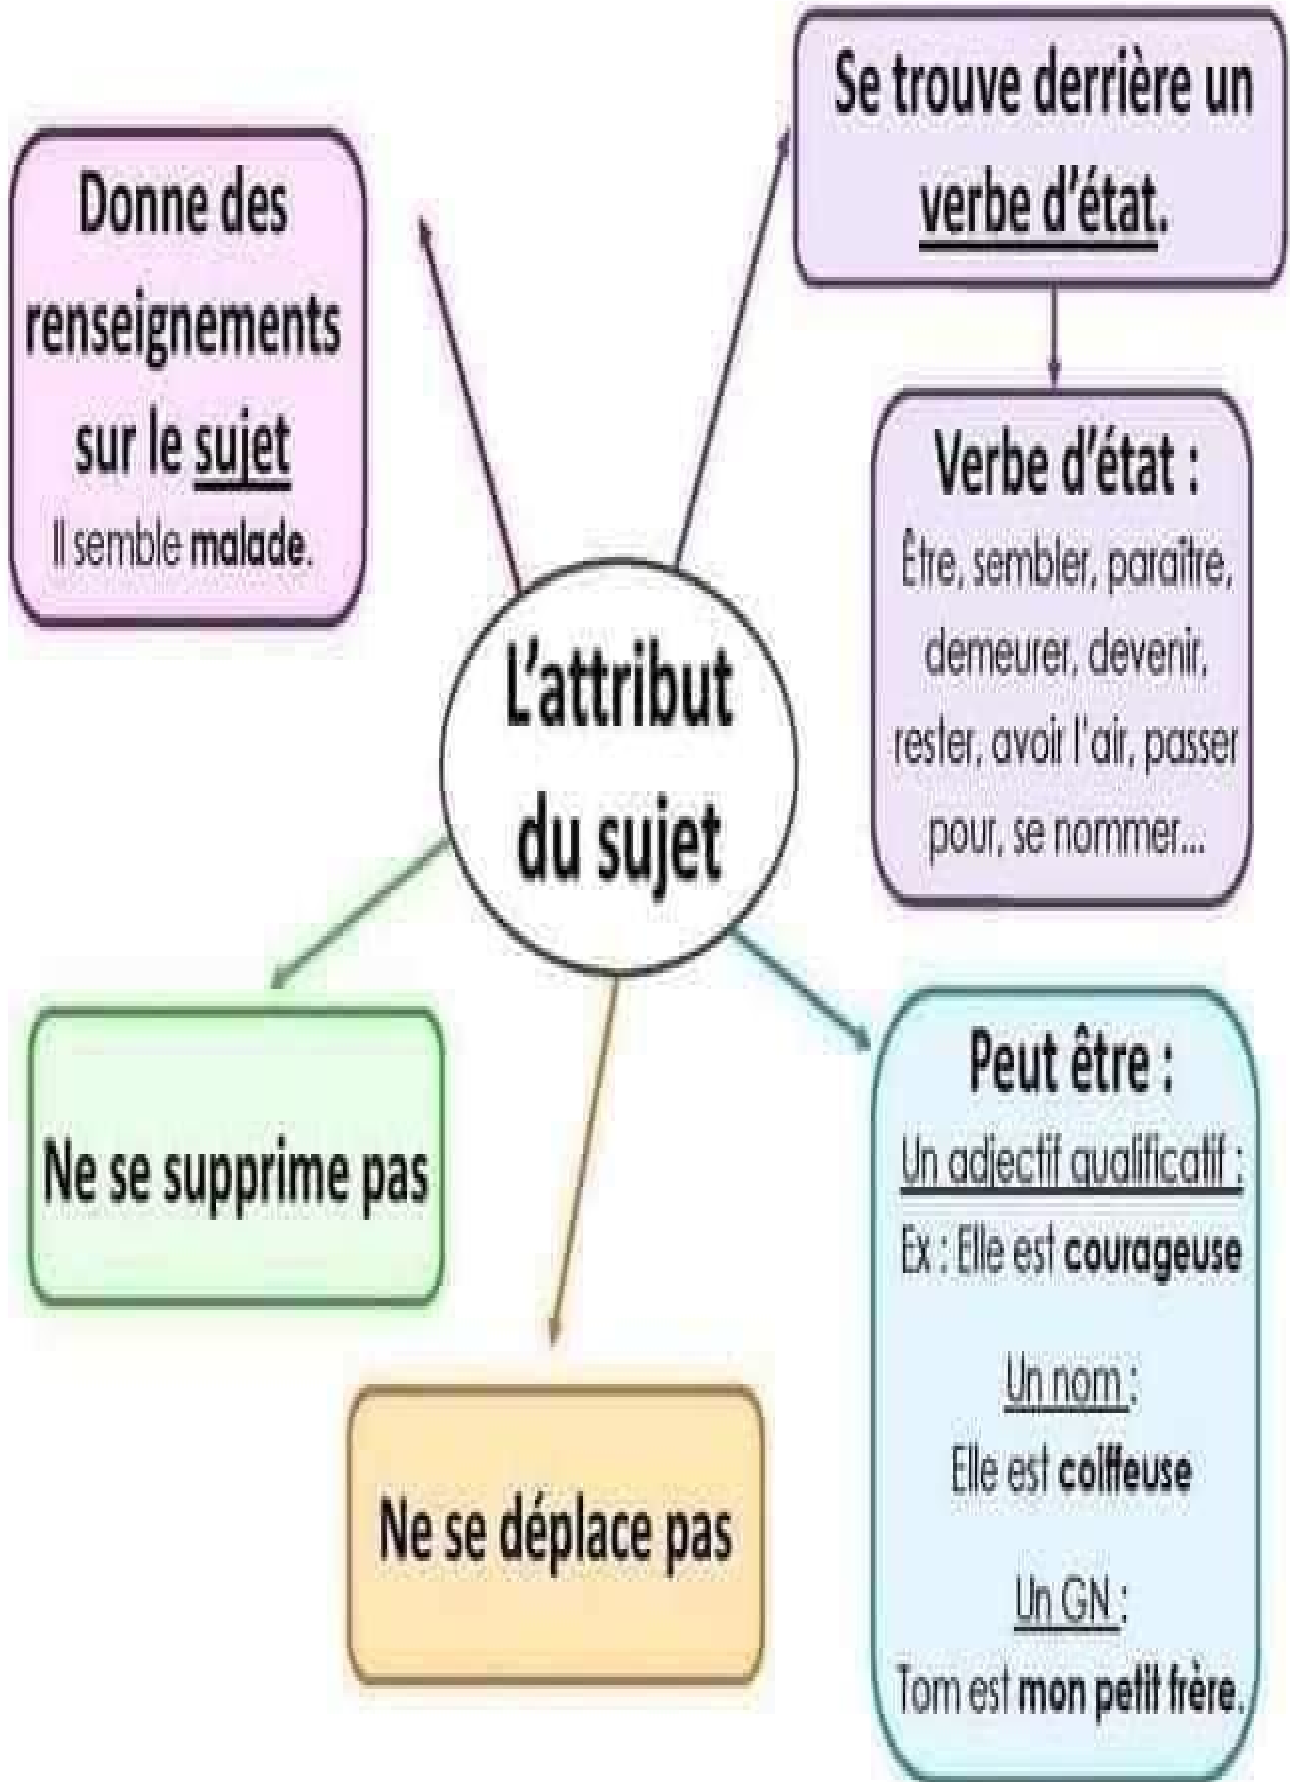 Se trouve derrière un
verbe d'état.
Donne des
renseignements
sur le sujet
Il semble malade.
Verbe d'état :
Être, sembler, paraître,
demeurer, devenir,
rester, avoir l'air, passer
pour, se nommer...
L'attribut
du sujet
Ne se supprime pas
Ne se déplace pas
Peut être :
Un adjectif qualificatif :
Ex : Elle est courageuse
Un nom :
Elle est coiffeuse
Un GN :
Tom est mon petit frère.